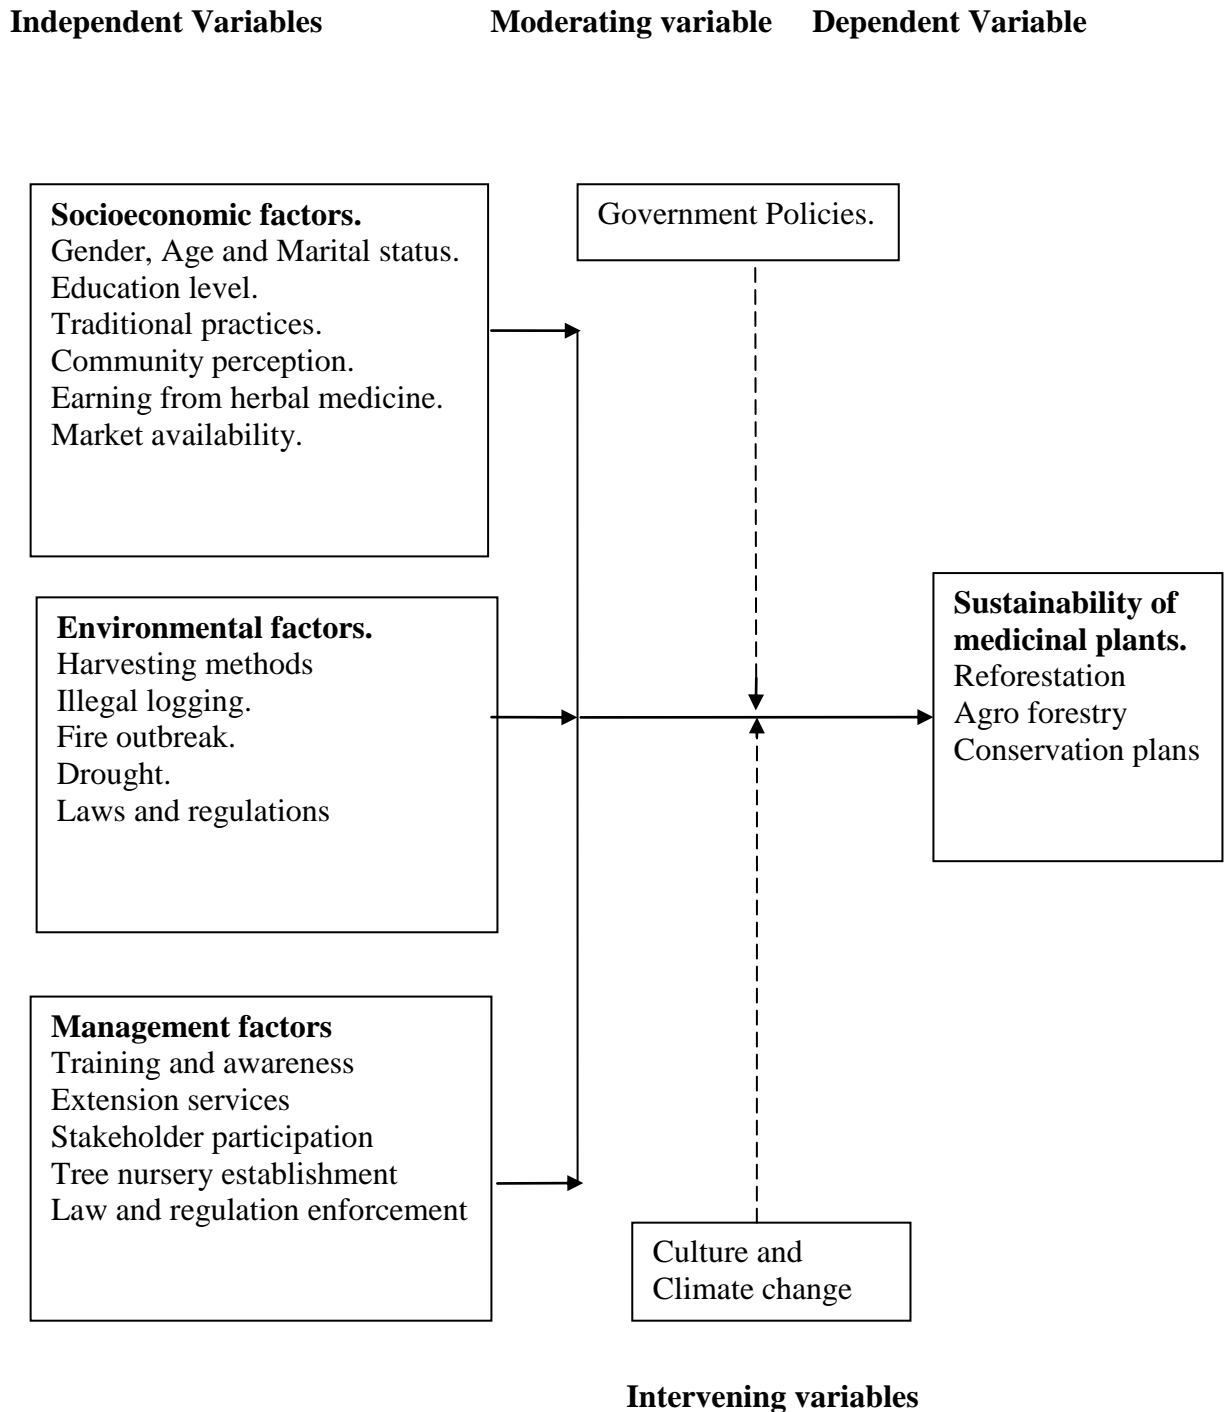 Independent Variables Moderating variable Dependent Variable
Socioeconomic factors.
Gender, Age and Marital status.
Education level.
Traditional practices.
Community perception.
Earning from herbal medicine.
Market availability.
Government Policies.
Environmental factors.
Harvesting methods
Illegal logging.
Fire outbreak.
Drought.
Laws and regulations
Sustainability of
medicinal plants.
Reforestation
Agro forestry
Conservation plans
Management factors
Training and awareness
Extension services
Stakeholder participation
Tree nursery establishment
Law and regulation enforcement
Culture and
Climate change
Intervening variables